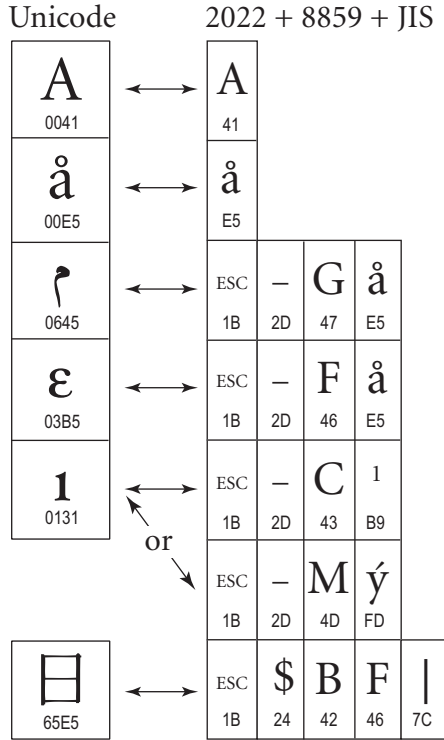 Unicode 2022 + 8859 + JIS
A A
0041 41
å å
00E5 E5
م ESC – G å
0645 1B 2D 47 E5
ε ESC – F å
03B5 1B 2D 46 E5
ı ESC – C ¹
0131 1B 2D 43 B9
or
ESC – M ý
1B 2D 4D FD
日 ESC $ B F |
65E5 1B 24 42 46 7C